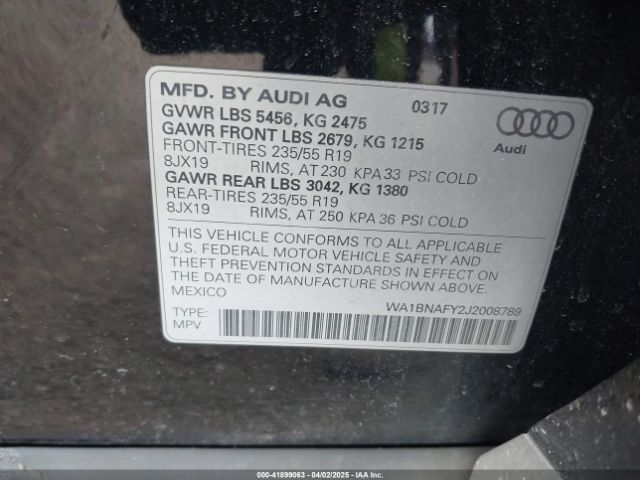 MFD. BY AUDI AG 0317
GVWR LBS 5456, KG 2475
GAWR FRONT LBS 2679, KG 1215
FRONT-TIRES 235/55 R19
8JX19 RIMS, AT 230 KPA 33 PSI COLD
GAWR REAR LBS 3042, KG 1380
REAR-TIRES 235/55 R19
8JX19 RIMS, AT 250 KPA 36 PSI COLD
Audi
THIS VEHICLE CONFORMS TO ALL APPLICABLE
U.S. FEDERAL MOTOR VEHICLE SAFETY AND
THEFT PREVENTION STANDARDS IN EFFECT ON
THE DATE OF MANUFACTURE SHOWN ABOVE.
MEXICO
WA1BNAFY2J2008789
TYPE:
MPV
000-41899063 - 04/02/2025 - IAA Inc.